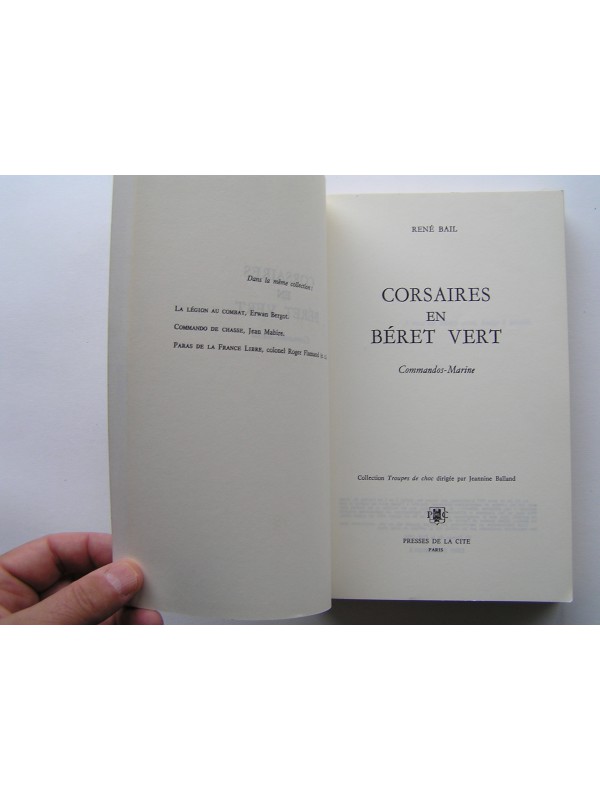 Dans la même collection :
LA LÉGION AU COMBAT, Erwan Bergot.
COMMANDO DE CHASSE, Jean Mabire.
PARAS DE LA FRANCE LIBRE, colonel Roger Flamand
RENÉ BAIL
CORSAIRES
EN
BÉRET VERT
Commandos-Marine
Collection Troupes de choc dirigée par Jeannine Balland
PRESSES DE LA CITE
PARIS